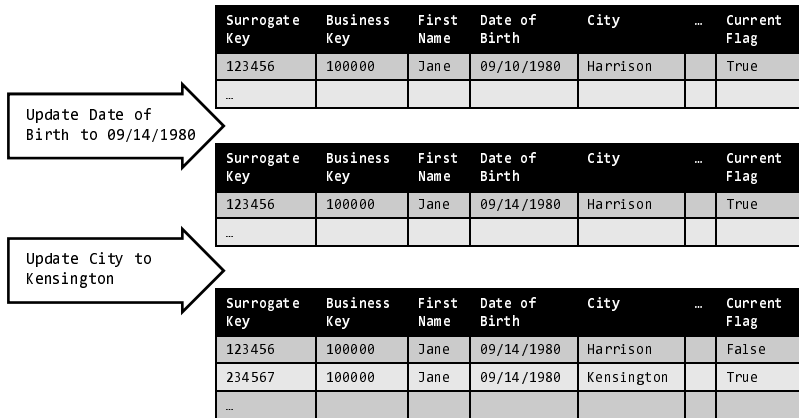 Surrogate Key Business Key First Name Date of Birth City … Current Flag
123456 100000 Jane 09/10/1980 Harrison True
…
Update Date of
Birth to 09/14/1980
Surrogate Key Business Key First Name Date of Birth City … Current Flag
123456 100000 Jane 09/14/1980 Harrison True
…
Update City to
Kensington
Surrogate Key Business Key First Name Date of Birth City … Current Flag
123456 100000 Jane 09/14/1980 Harrison False
234567 100000 Jane 09/14/1980 Kensington True
…